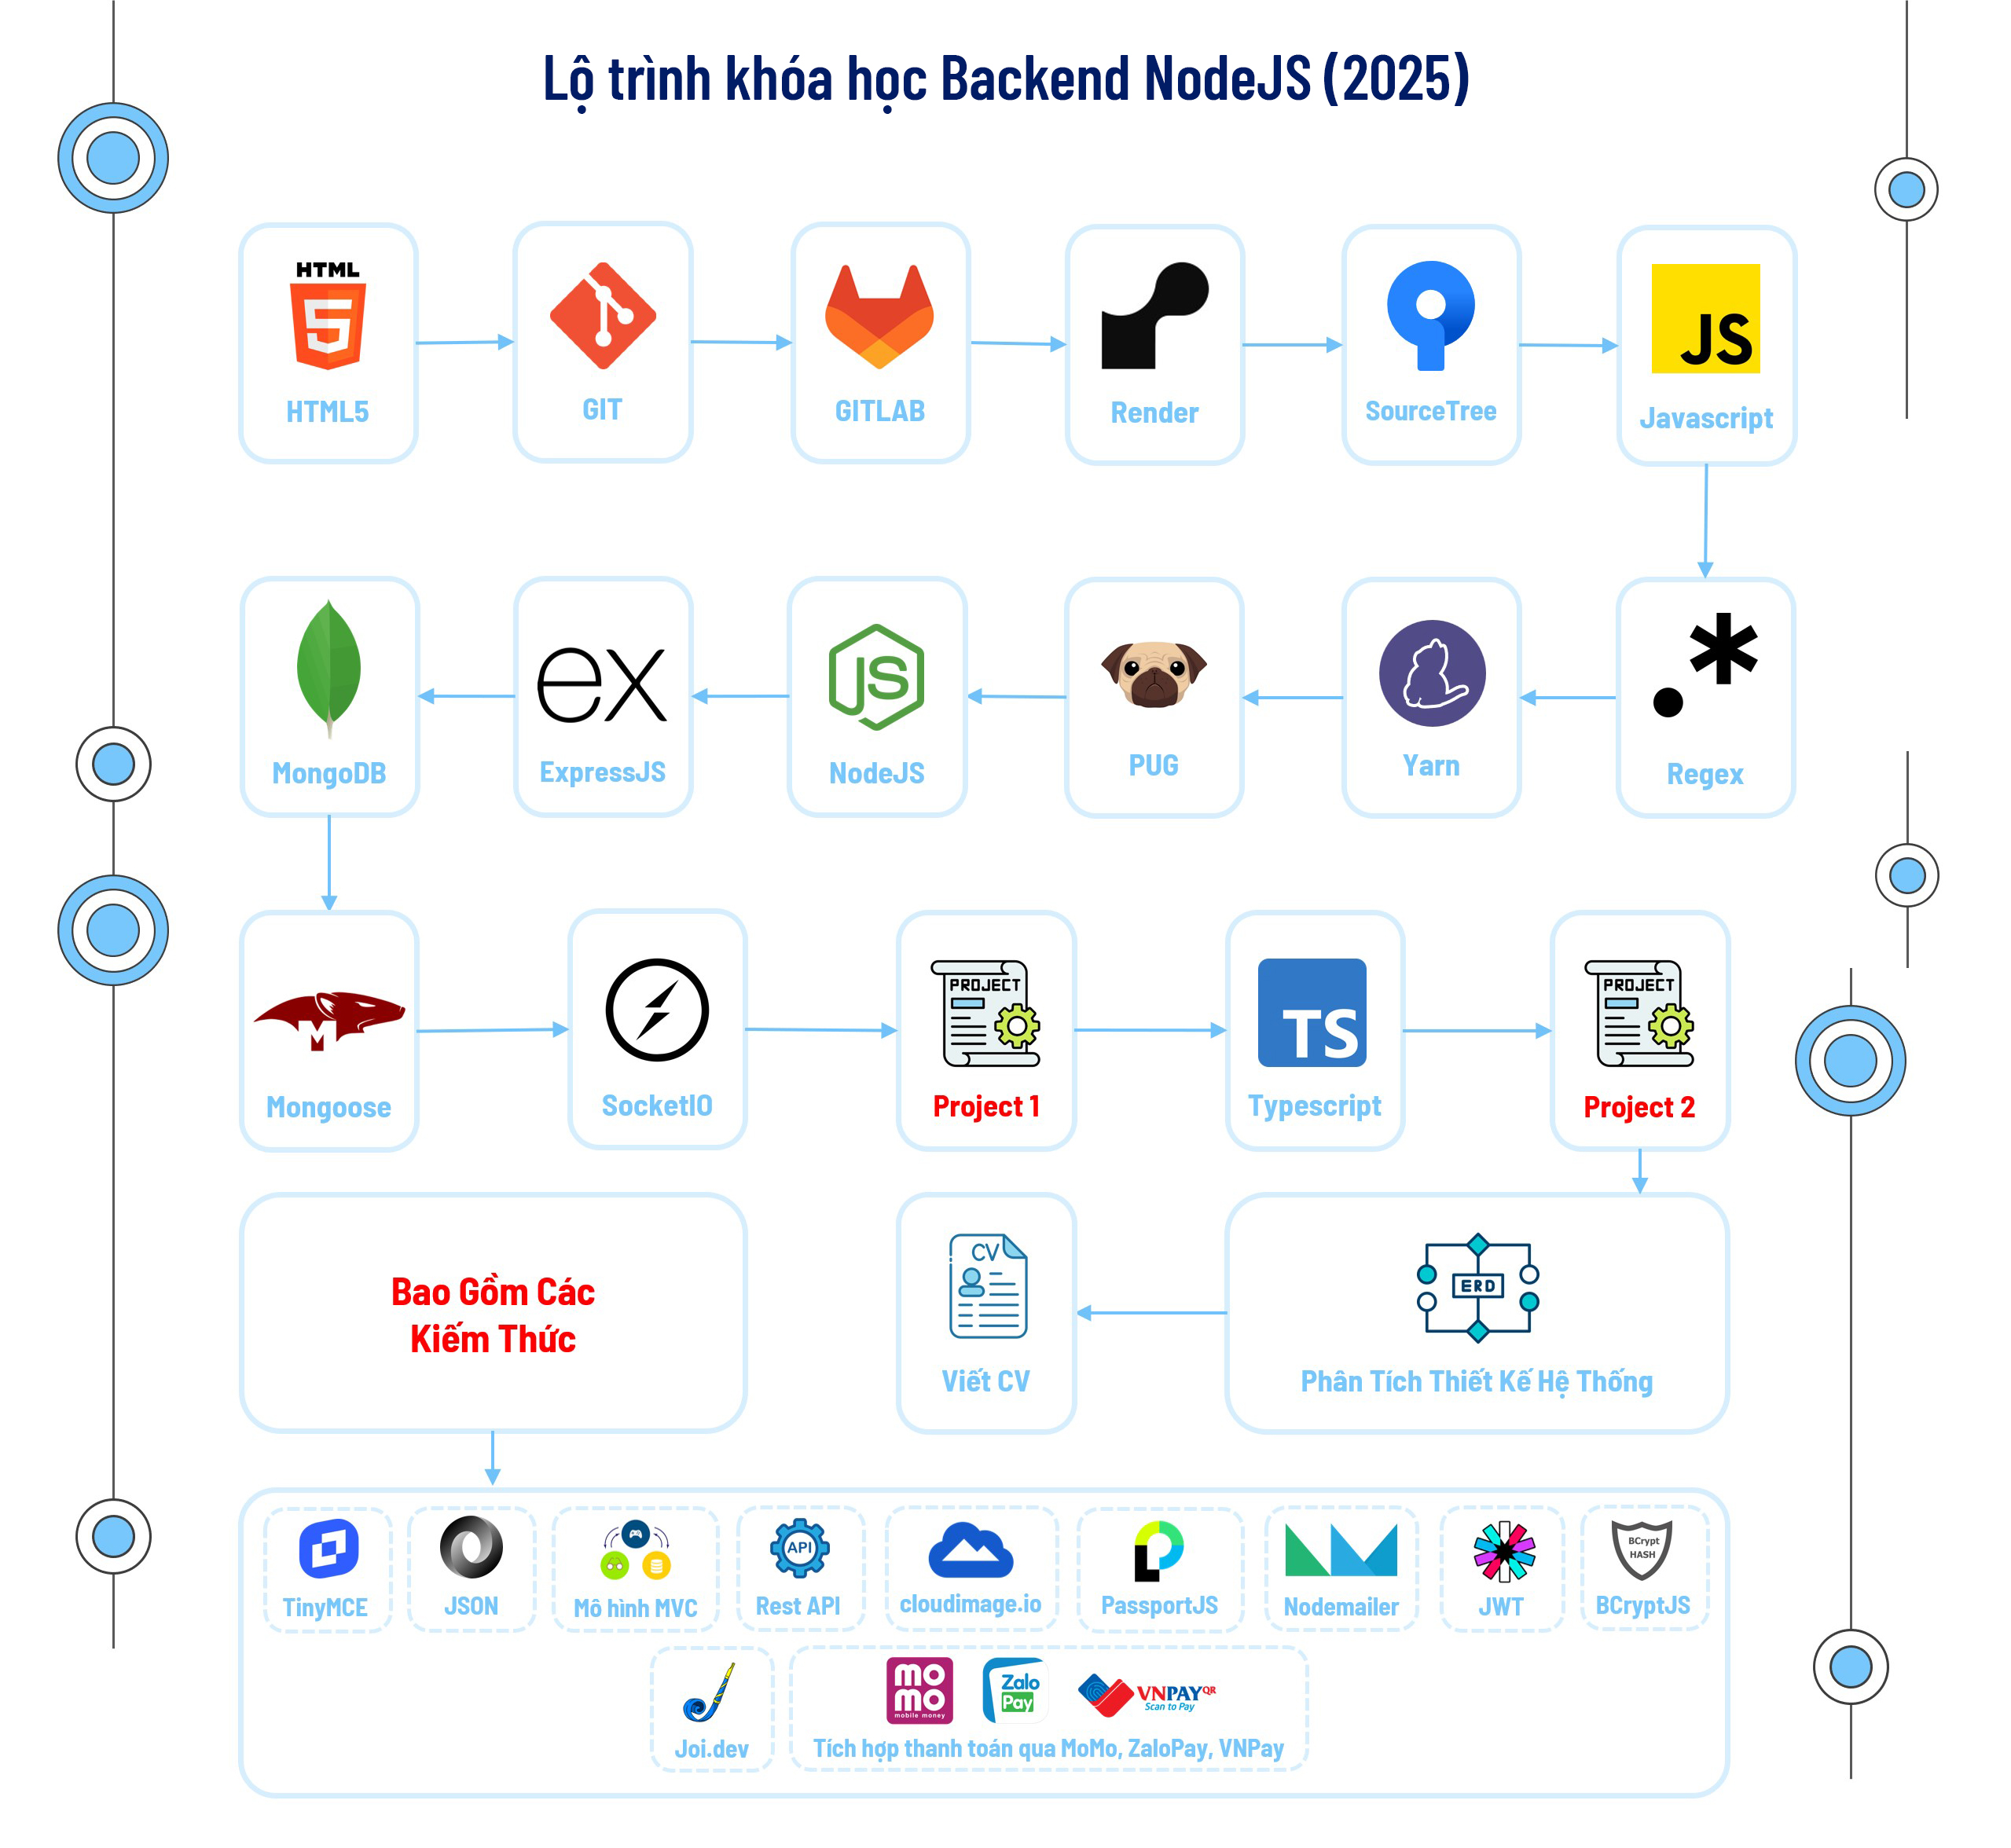 Lộ trình khóa học Backend NodeJS (2025)
HTML
HTML5
GIT
GITLAB
Render
SourceTree
JS
Javascript
MongoDB
ex
ExpressJS
JS
NodeJS
PUG
Yarn
.*
Regex
M
Mongoose
SocketIO
PROJECT
Project 1
TS
Typescript
PROJECT
Project 2
Bao Gồm Các
Kiếm Thức
CV
Viết CV
ERD
Phân Tích Thiết Kế Hệ Thống
TinyMCE
JSON
Mô hình MVC
API
Rest API
cloudimage.io
PassportJS
Nodemailer
JWT
BCrypt
HASH
BCryptJS
Joi.dev
mo
mo
mobile money
Zalo
Pay
VNPAYQR
Scan to Pay
Tích hợp thanh toán qua MoMo, ZaloPay, VNPay